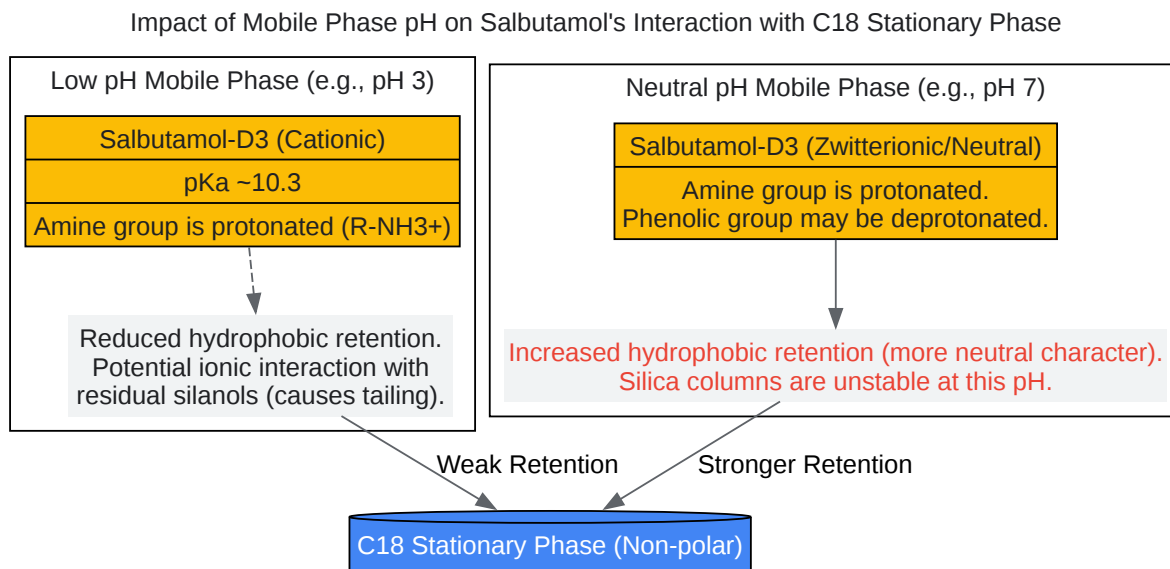 Impact of Mobile Phase pH on Salbutamol's Interaction with C18 Stationary Phase
Low pH Mobile Phase (e.g., pH 3)
Salbutamol-D3 (Cationic)
pKa ~10.3
Amine group is protonated (R-NH3+)
Reduced hydrophobic retention.
Potential ionic interaction with
residual silanols (causes tailing).
Neutral pH Mobile Phase (e.g., pH 7)
Salbutamol-D3 (Zwitterionic/Neutral)
Amine group is protonated.
Phenolic group may be deprotonated.
Increased hydrophobic retention (more neutral character).
Silica columns are unstable at this pH.
Weak Retention
Stronger Retention
C18 Stationary Phase (Non-polar)